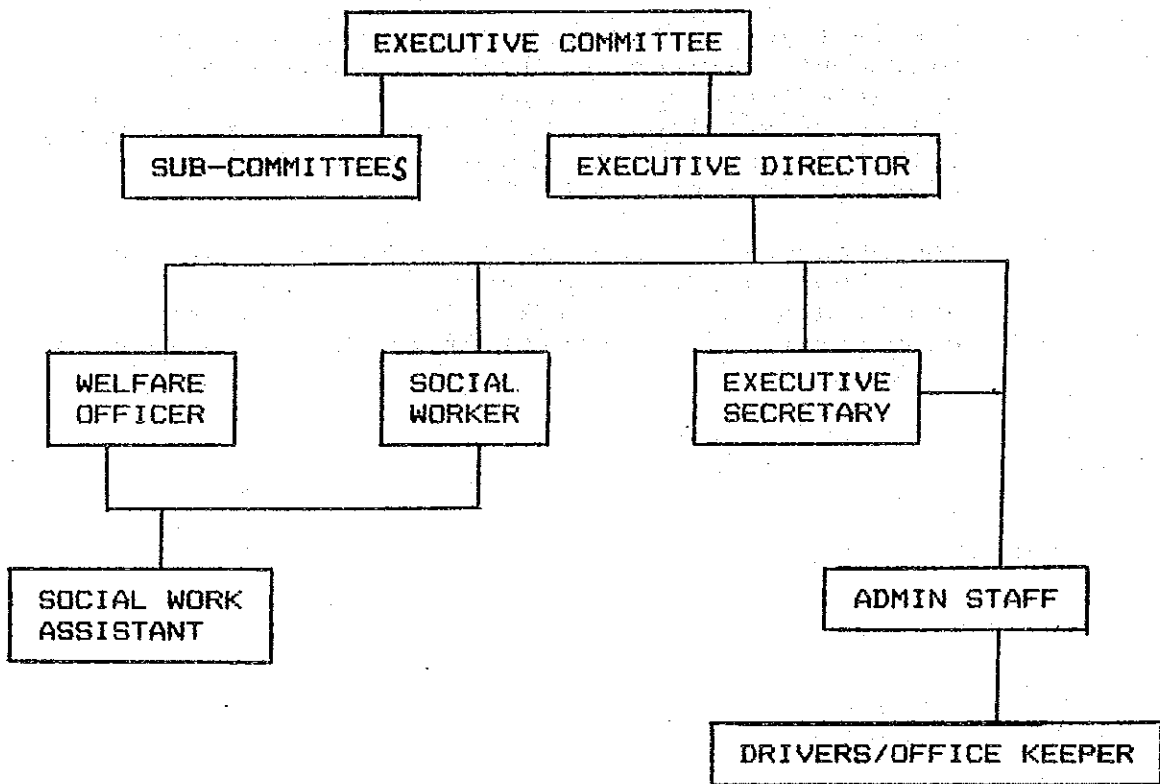 EXECUTIVE COMMITTEE
SUB-COMMITTEES
EXECUTIVE DIRECTOR
WELFARE
OFFICER
SOCIAL
WORKER
EXECUTIVE
SECRETARY
SOCIAL WORK
ASSISTANT
ADMIN STAFF
DRIVERS/OFFICE KEEPER